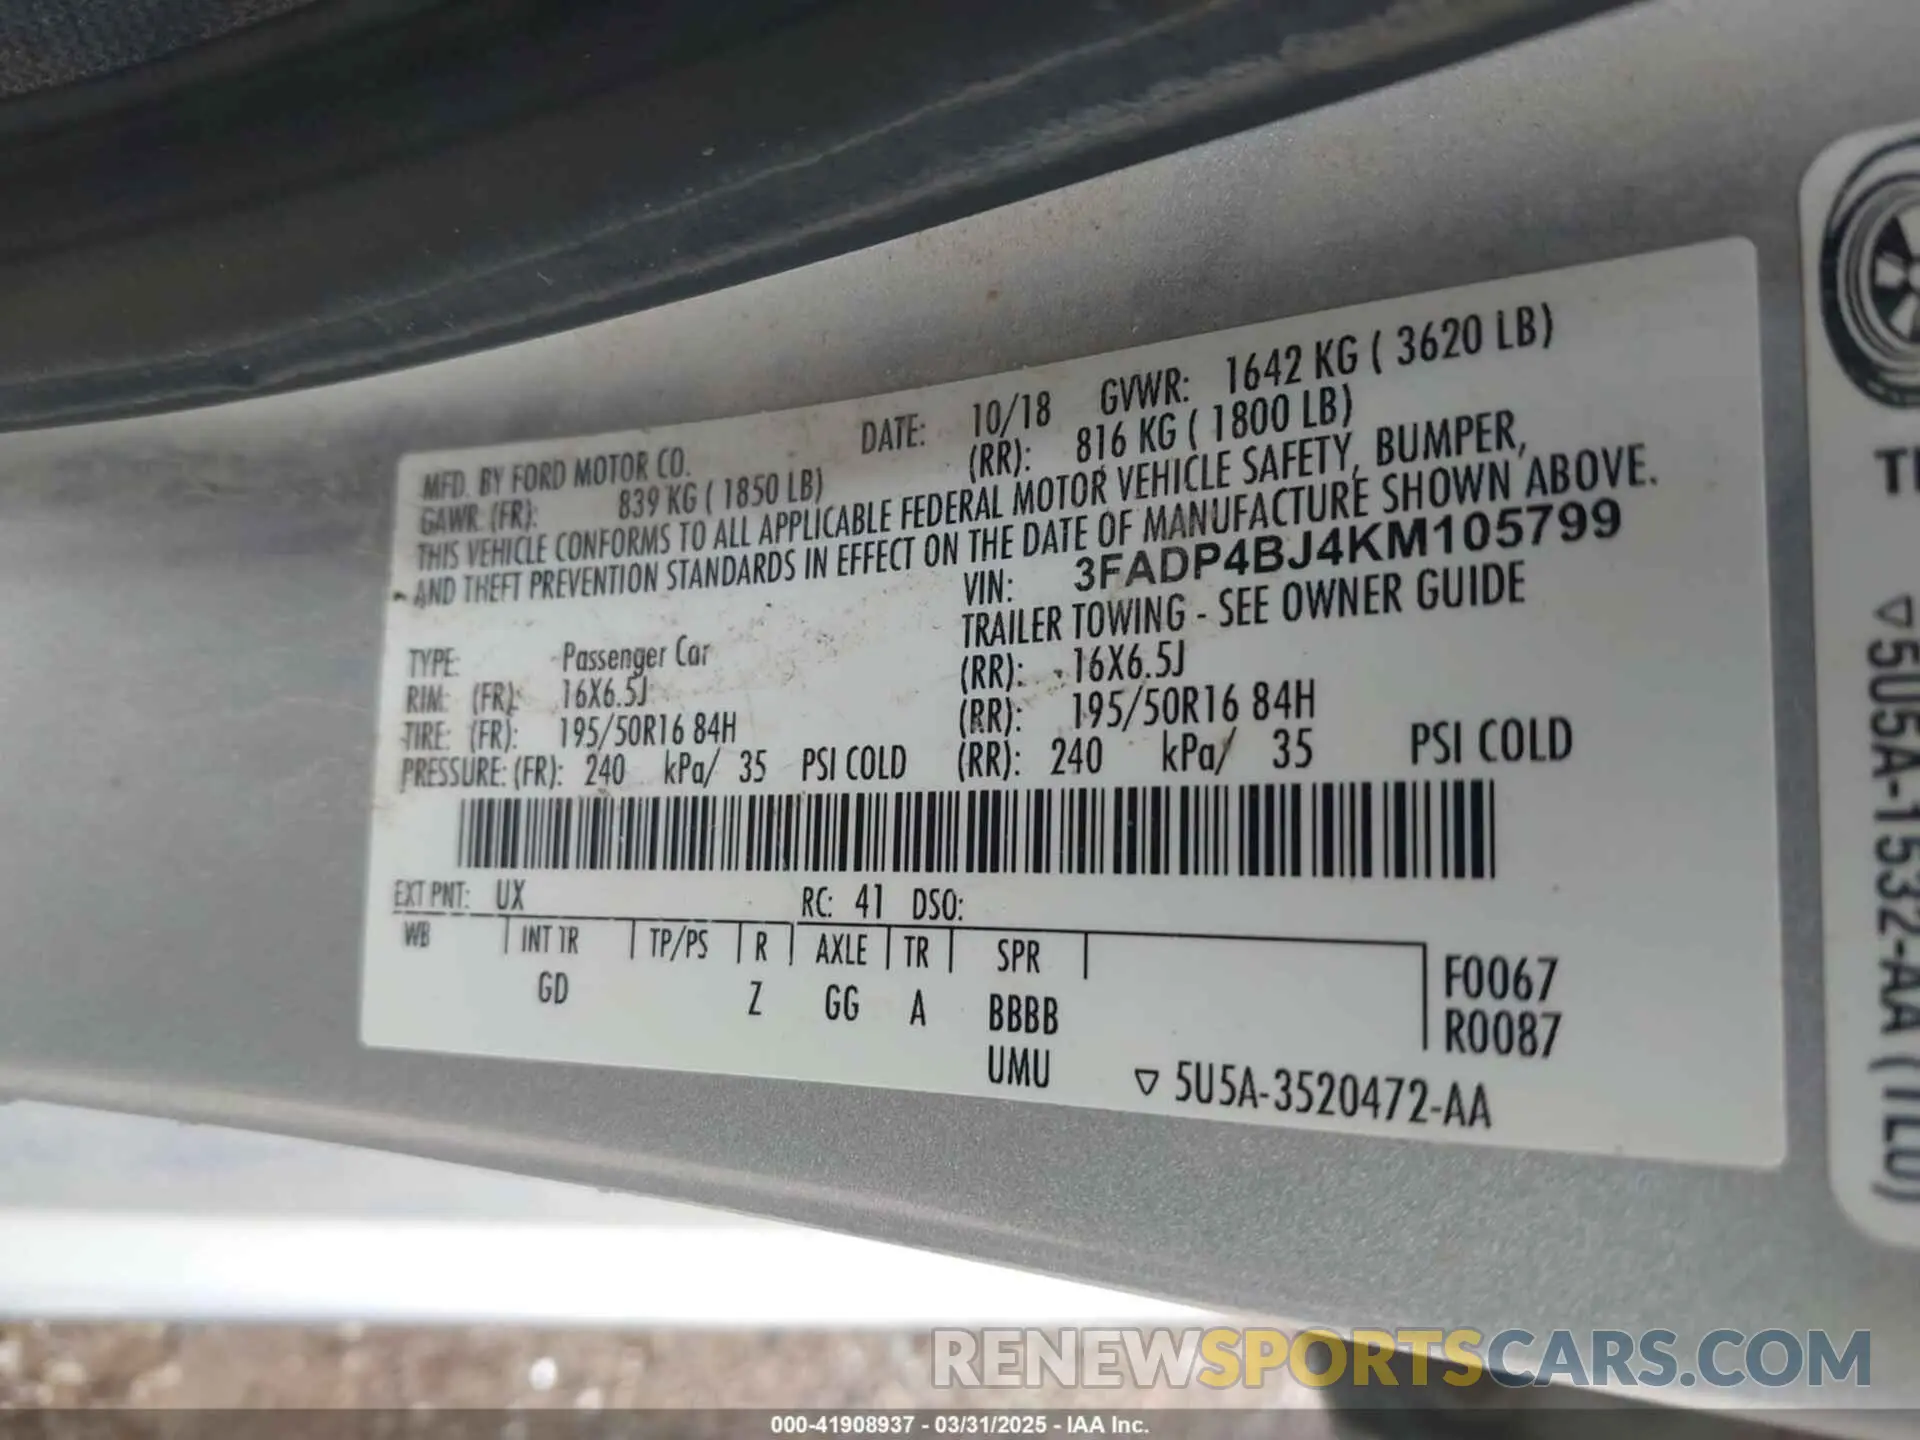 MFD. BY FORD MOTOR CO. DATE: 10/18 GVWR: 1642 KG ( 3620 LB)
GAWR (FR): 839 KG ( 1850 LB) (RR): 816 KG ( 1800 LB)
THIS VEHICLE CONFORMS TO ALL APPLICABLE FEDERAL MOTOR VEHICLE SAFETY, BUMPER,
AND THEFT PREVENTION STANDARDS IN EFFECT ON THE DATE OF MANUFACTURE SHOWN ABOVE.
VIN: 3FADP4BJ4KM105799
TRAILER TOWING - SEE OWNER GUIDE
TYPE: Passenger Car
RIM: (FR): 16X6.5J (RR): 16X6.5J
TIRE: (FR): 195/50R16 84H (RR): 195/50R16 84H
PRESSURE: (FR): 240 kPa/ 35 PSI COLD (RR): 240 kPa/ 35 PSI COLD
EXT PNT: UX RC: 41 DSO:
WB INT TR TP/PS R AXLE TR SPR F0067
GD Z GG A BBBB R0087
UMU ▽ 5U5A-3520472-AA
▽5U5A-1532-AA (TLD)
RENEWSPORTSCARS.COM
000-41908937 - 03/31/2025 - IAA Inc.